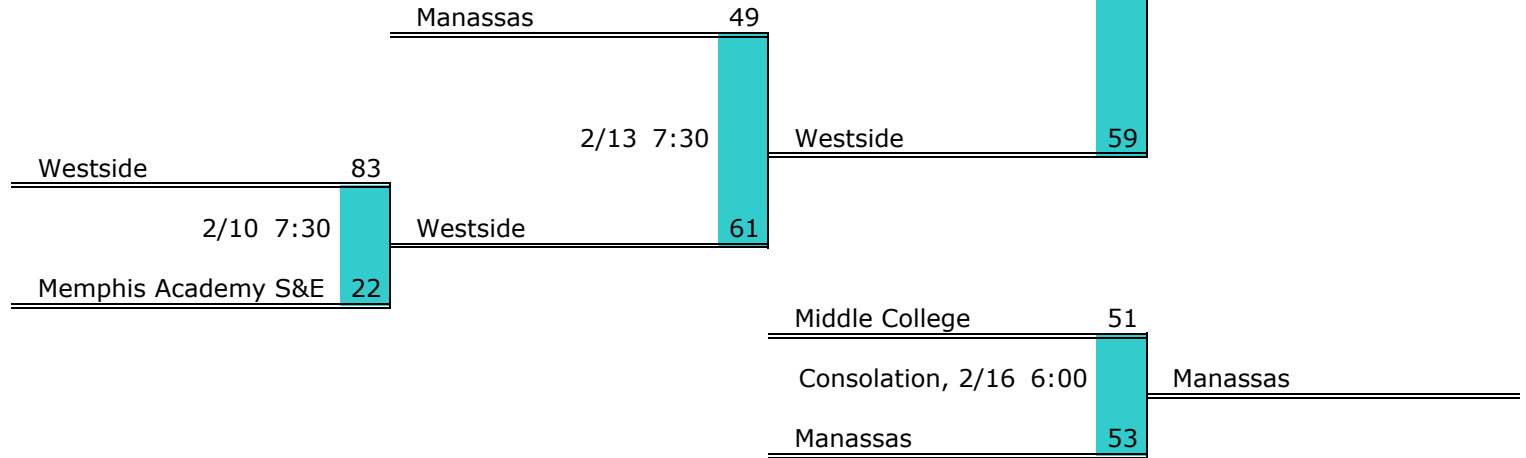 Manassas 49
2/13 7:30 Westside 59
Westside 83
2/10 7:30 Westside 61
Memphis Academy S&E 22
Middle College 51
Consolation, 2/16 6:00 Manassas
Manassas 53